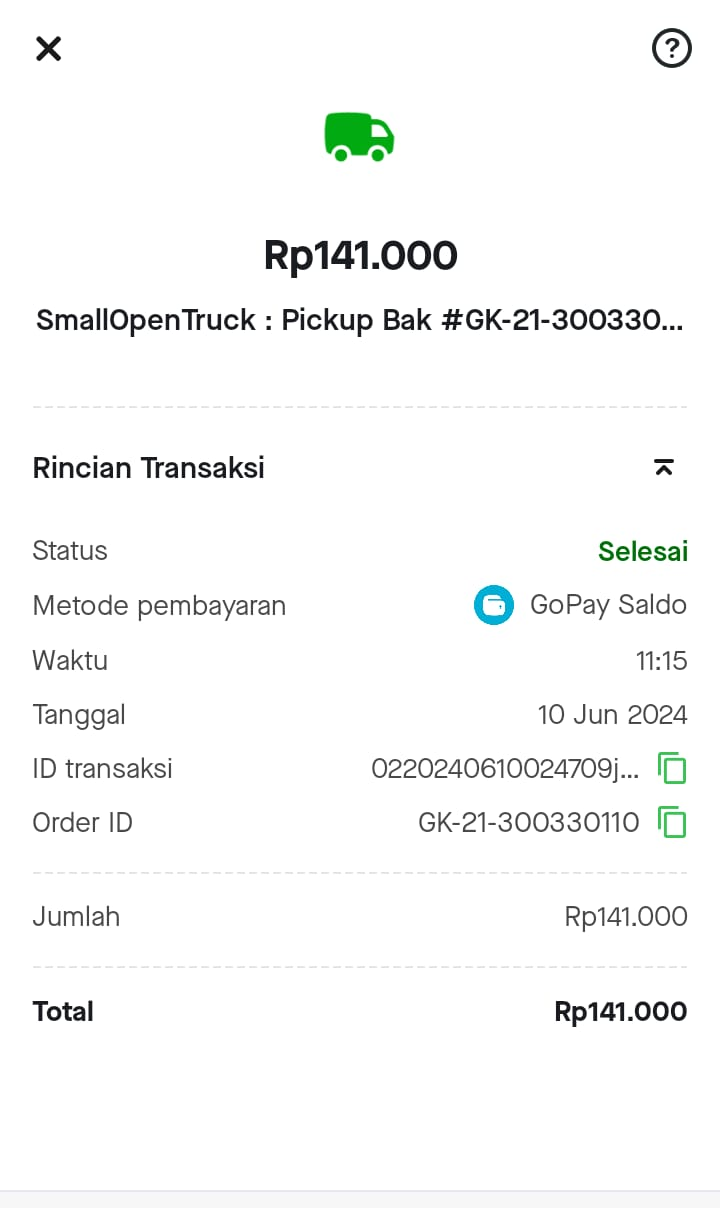 Rp141.000
SmallOpenTruck : Pickup Bak #GK-21-300330...
Rincian Transaksi
Status Selesai
Metode pembayaran GoPay Saldo
Waktu 11:15
Tanggal 10 Jun 2024
ID transaksi 0220240610024709j...
Order ID GK-21-300330110
Jumlah Rp141.000
Total Rp141.000